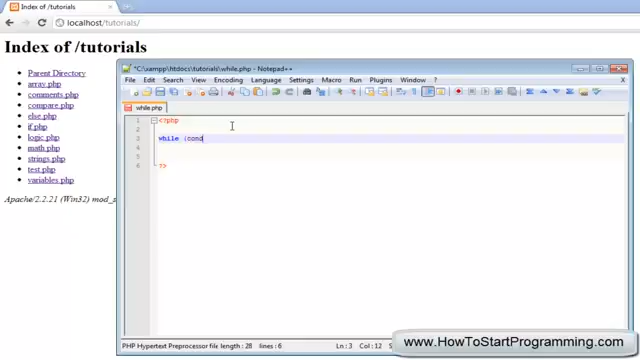 Index of /tutorials
localhost/tutorials/
Index of /tutorials
Parent Directory
array.php
comments.php
compare.php
else.php
if.php
logic.php
math.php
strings.php
test.php
variables.php
Apache/2.2.21 (Win32)
*C:\xampp\htdocs\tutorials\while.php - Notepad++
File Edit Search View Encoding Language Settings Macro Run Plugins Window ?
while.php
1 <?php
2
3 while (cond
4
5
6 ?>
PHP Hypertext Preprocessor file length : 28 lines : 6 Ln : 3 Col : 12
www.HowToStartProgramming.com